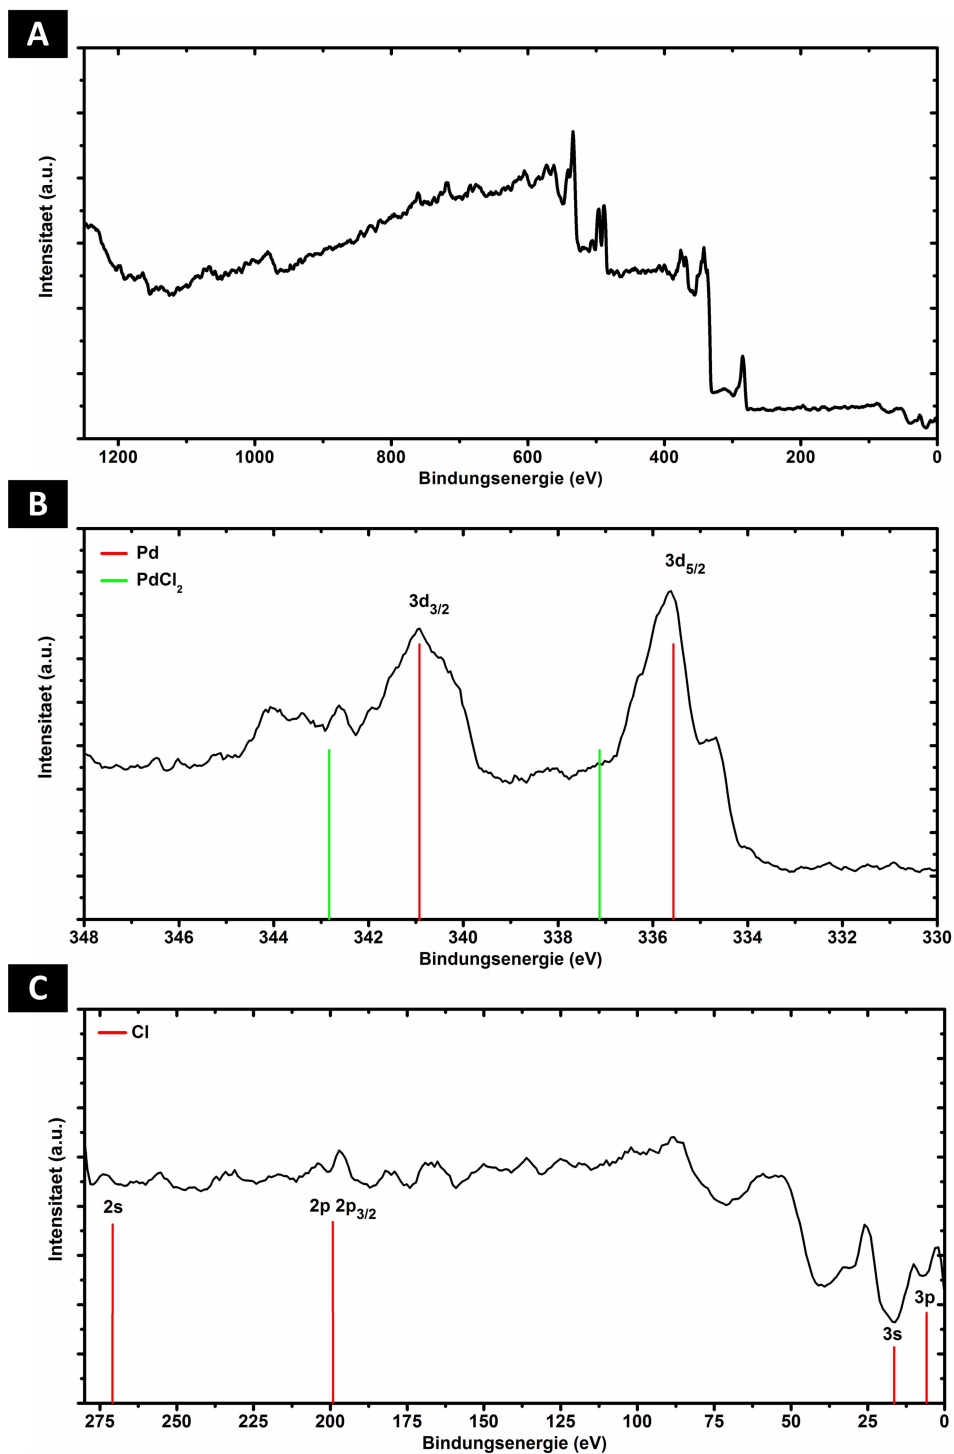 A
Intensitaet (a.u.)
1200 1000 800 600 400 200 0
Bindungsenergie (eV)
B
Pd
PdCl2
3d3/2
3d5/2
Intensitaet (a.u.)
348 346 344 342 340 338 336 334 332 330
Bindungsenergie (eV)
C
Cl
2s
2p 2p3/2
3s
3p
Intensitaet (a.u.)
275 250 225 200 175 150 125 100 75 50 25 0
Bindungsenergie (eV)